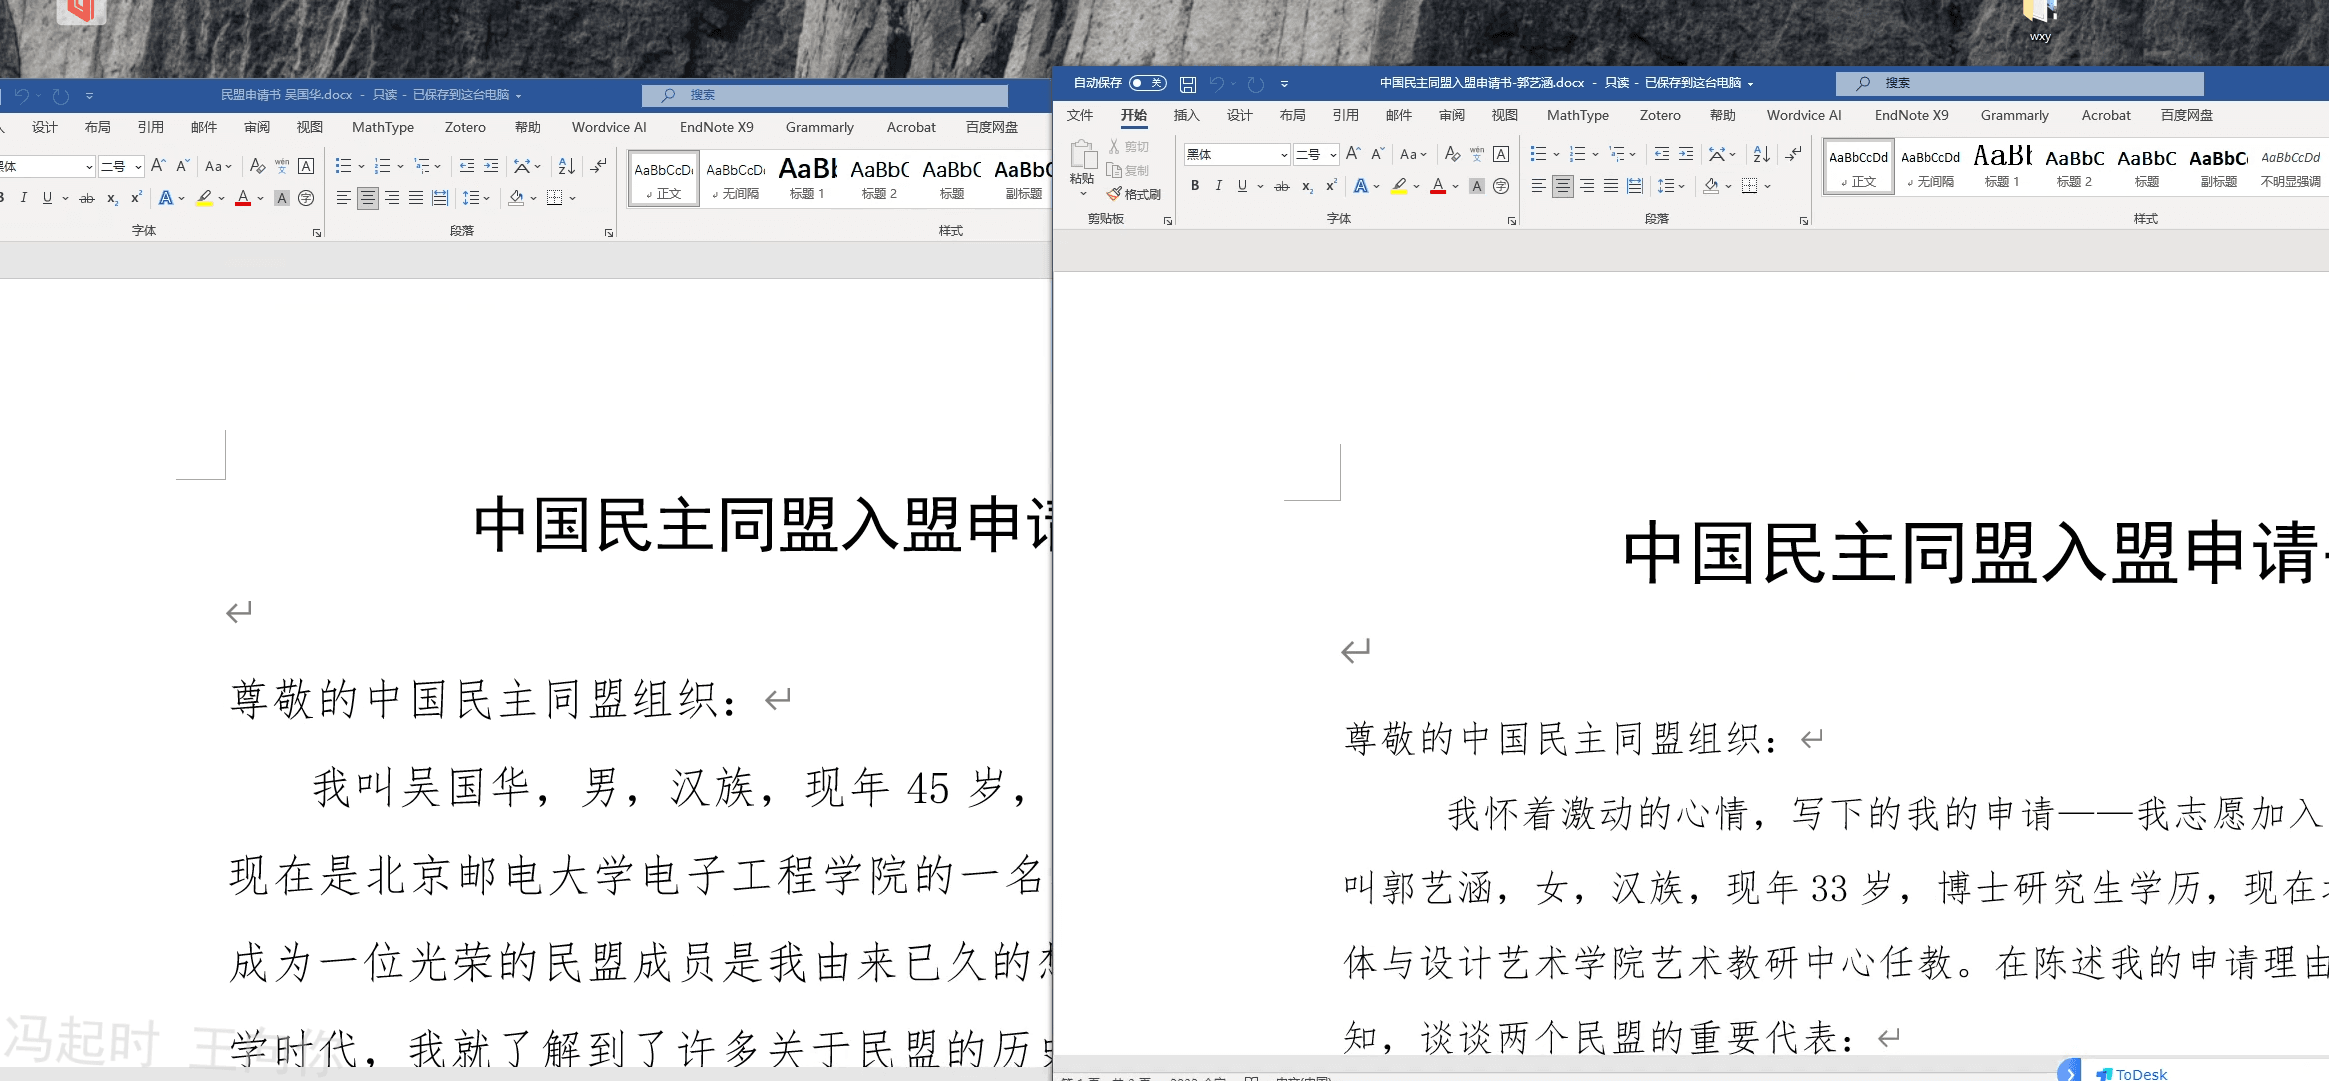 wxy
民盟申请书 吴国华.docx - 只读 - 已保存到这台电脑
搜索
设计 布局 引用 邮件 审阅 视图 MathType Zotero 帮助 Wordvice AI EndNote X9 Grammarly Acrobat 百度网盘
二号
AaBbCcD AaBbCcD AaBb AaBbC AaBbC AaBbC
正文 无间隔 标题 1 标题 2 标题 副标题
字体 段落 样式
中国民主同盟入盟申请
尊敬的中国民主同盟组织：
我叫吴国华，男，汉族，现年 45 岁，
现在是北京邮电大学电子工程学院的一名
成为一位光荣的民盟成员是我由来已久的
学时代，我就了解到了许多关于民盟的历史
冯起时
自动保存 关 中国民主同盟入盟申请书-郭艺涵.docx - 只读 - 已保存到这台电脑 搜索
文件 开始 插入 设计 布局 引用 邮件 审阅 视图 MathType Zotero 帮助 Wordvice AI EndNote X9 Grammarly Acrobat 百度网盘
粘贴 剪切 复制 格式刷
黑体 二号
AaBbCcDd AaBbCcDd AaBb AaBbC AaBbC AaBbC AaBbCcDd
正文 无间隔 标题 1 标题 2 标题 副标题 不明显强调
剪贴板 字体 段落 样式
中国民主同盟入盟申请
尊敬的中国民主同盟组织：
我怀着激动的心情，写下的我的申请——我志愿加入
叫郭艺涵，女，汉族，现年 33 岁，博士研究生学历，现在
体与设计艺术学院艺术教研中心任教。在陈述我的申请理由
知，谈谈两个民盟的重要代表：
ToDesk